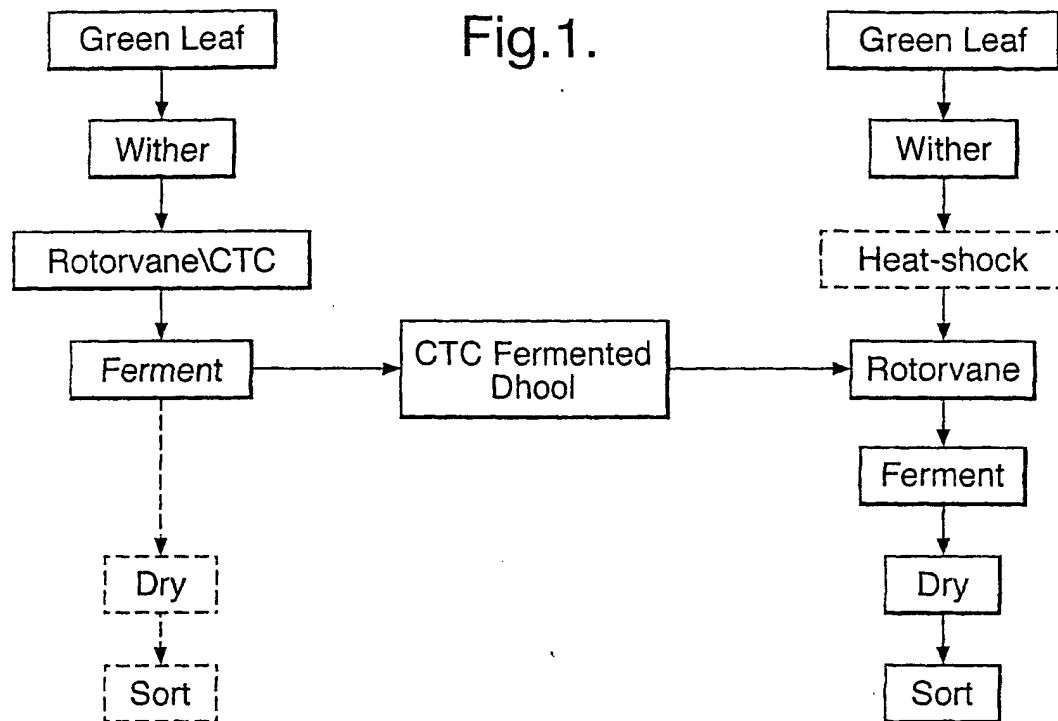 Fig.1.
Green Leaf
Wither
Rotorvane\CTC
Ferment
Dry
Sort
CTC Fermented
Dhool
Green Leaf
Wither
Heat-shock
Rotorvane
Ferment
Dry
Sort